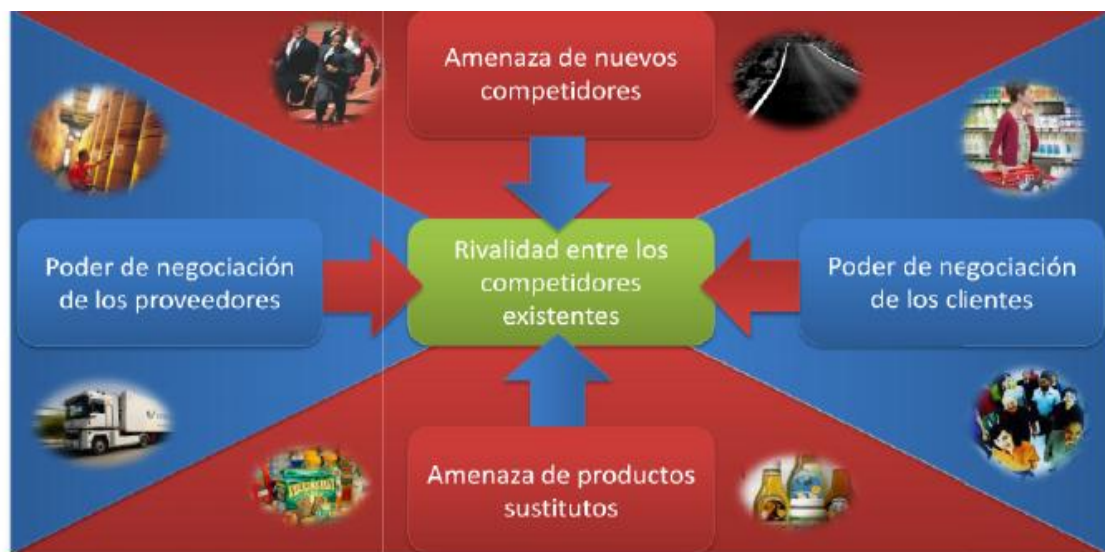 Amenaza de nuevos
competidores
Poder de negociación
de los proveedores
Rivalidad entre los
competidores
existentes
Poder de negociación
de los clientes
Amenaza de productos
sustitutos